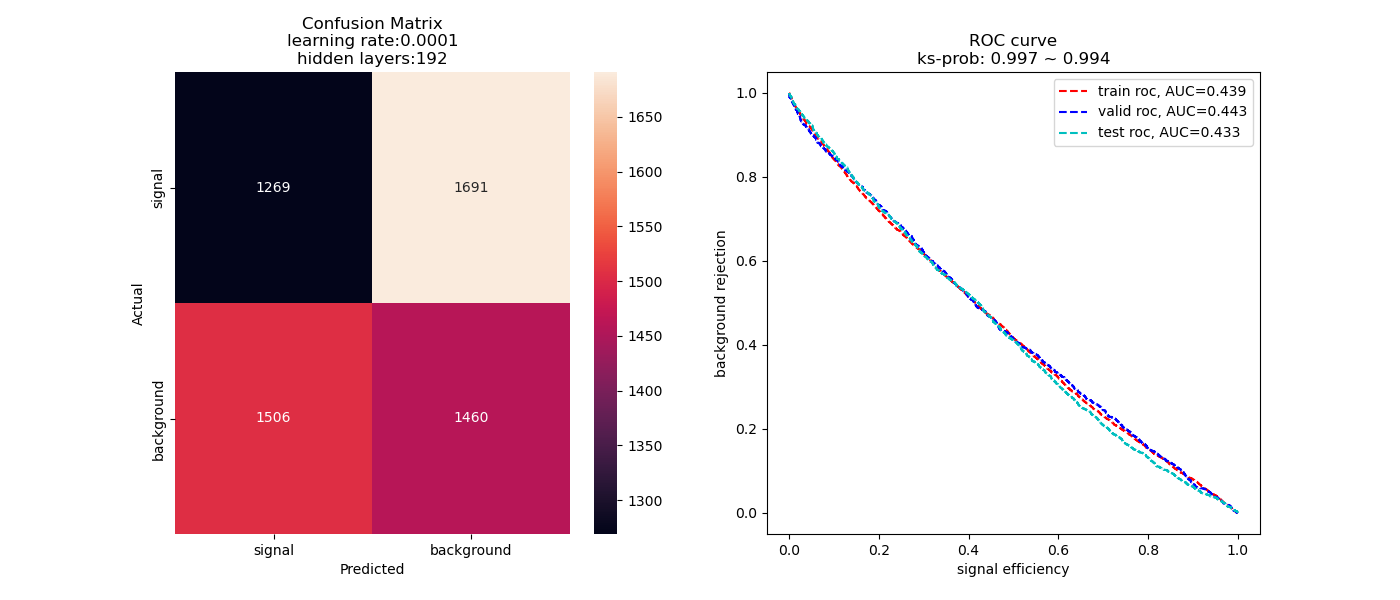 Confusion Matrix
learning rate:0.0001
hidden layers:192
signal
background
Actual
1269
1691
1506
1460
signal
background
Predicted
1650
1600
1550
1500
1450
1400
1350
1300
ROC curve
ks-prob: 0.997 ~ 0.994
train roc, AUC=0.439
valid roc, AUC=0.443
test roc, AUC=0.433
background rejection
1.0
0.8
0.6
0.4
0.2
0.0
0.0
0.2
0.4
0.6
0.8
1.0
signal efficiency